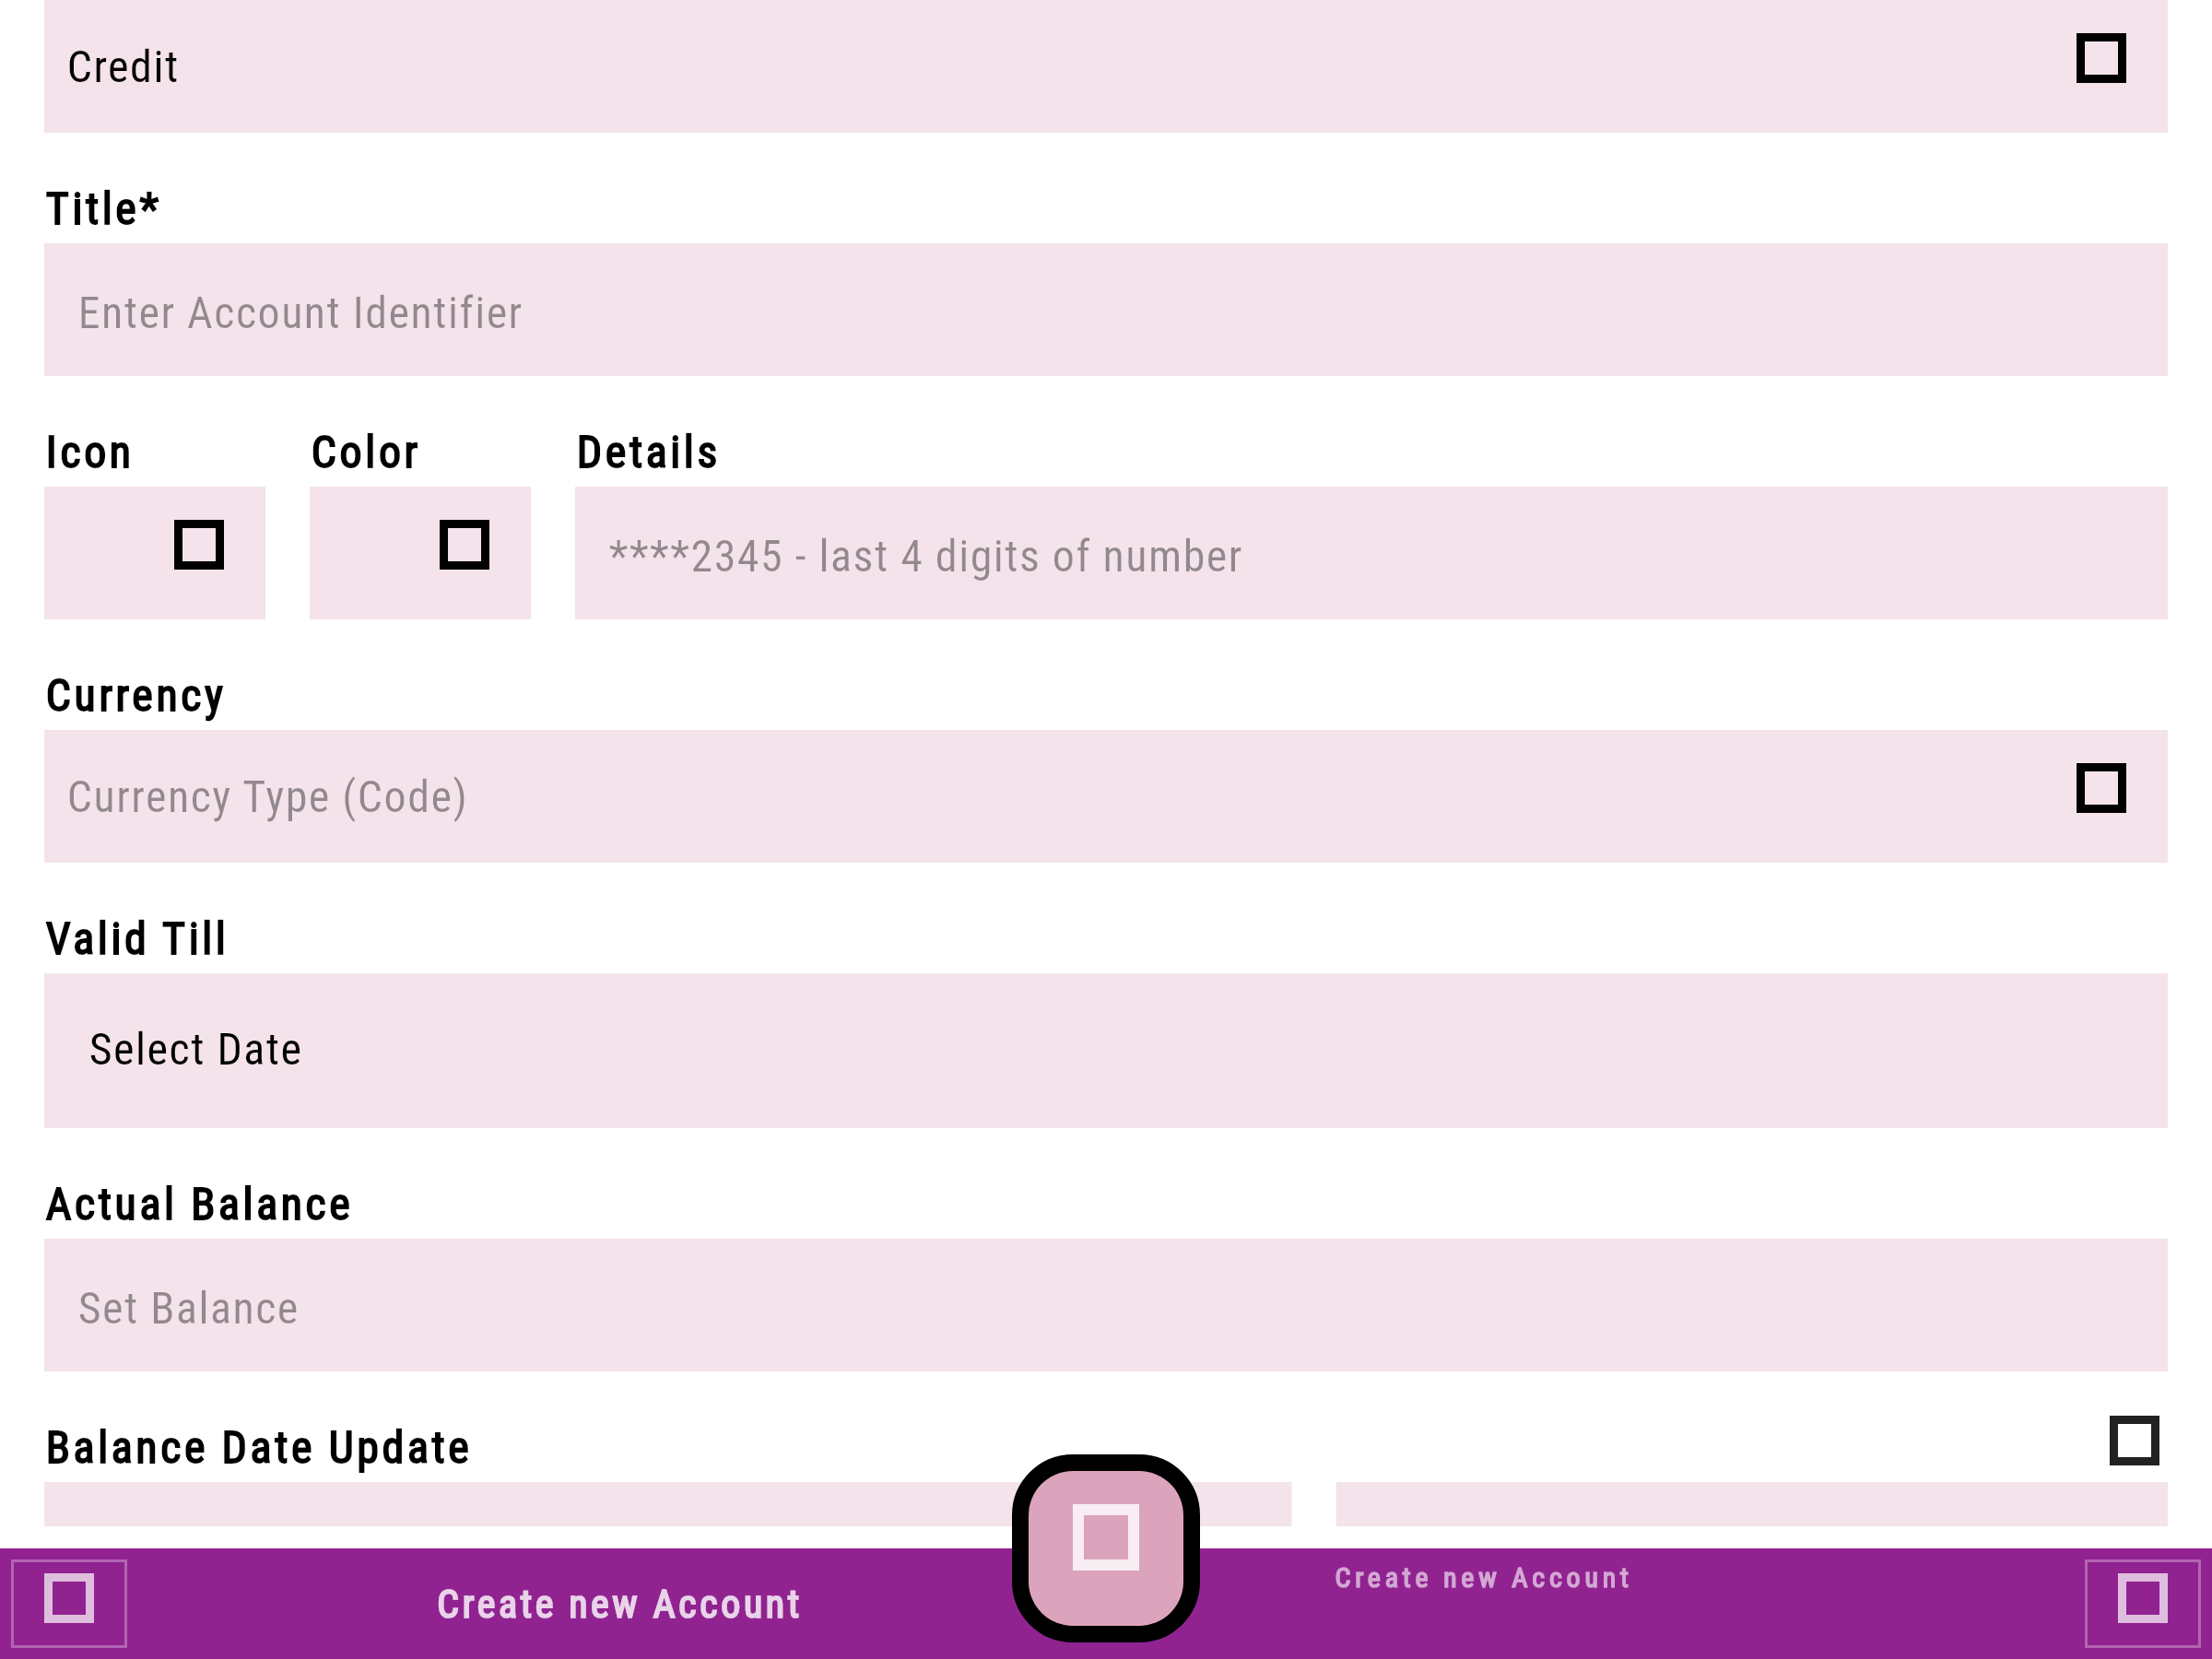 Credit
Title*
Enter Account Identifier
Icon Color Details
****2345 - last 4 digits of number
Currency
Currency Type (Code)
Valid Till
Select Date
Actual Balance
Set Balance
Balance Date Update
Create new Account
Create new Account